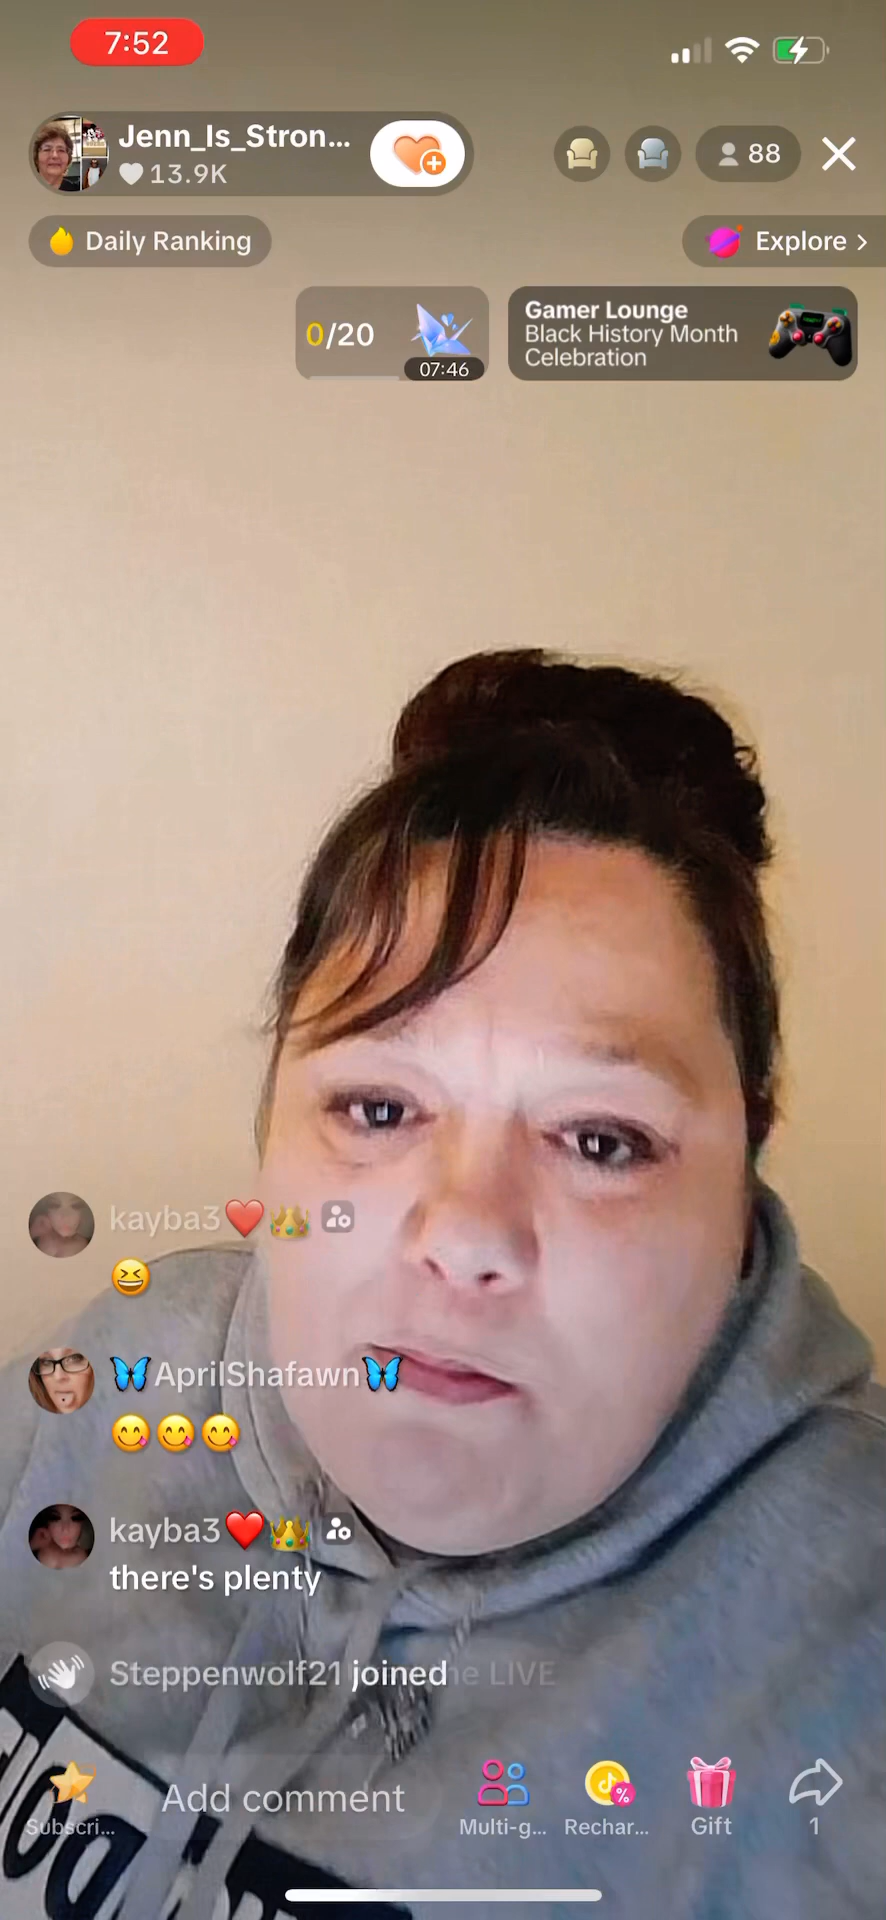 7:52
Jenn_Is_Stron...
13.9K
88
Daily Ranking
Explore >
0/20
07:46
Gamer Lounge
Black History Month
Celebration
kayba3❤️👑
😆
🦋AprilShafawn🦋
😋😋😋
kayba3❤️👑
there's plenty
Steppenwolf21 joined the LIVE
Add comment
Subscri...
Multi-g...
Rechar...
Gift
1